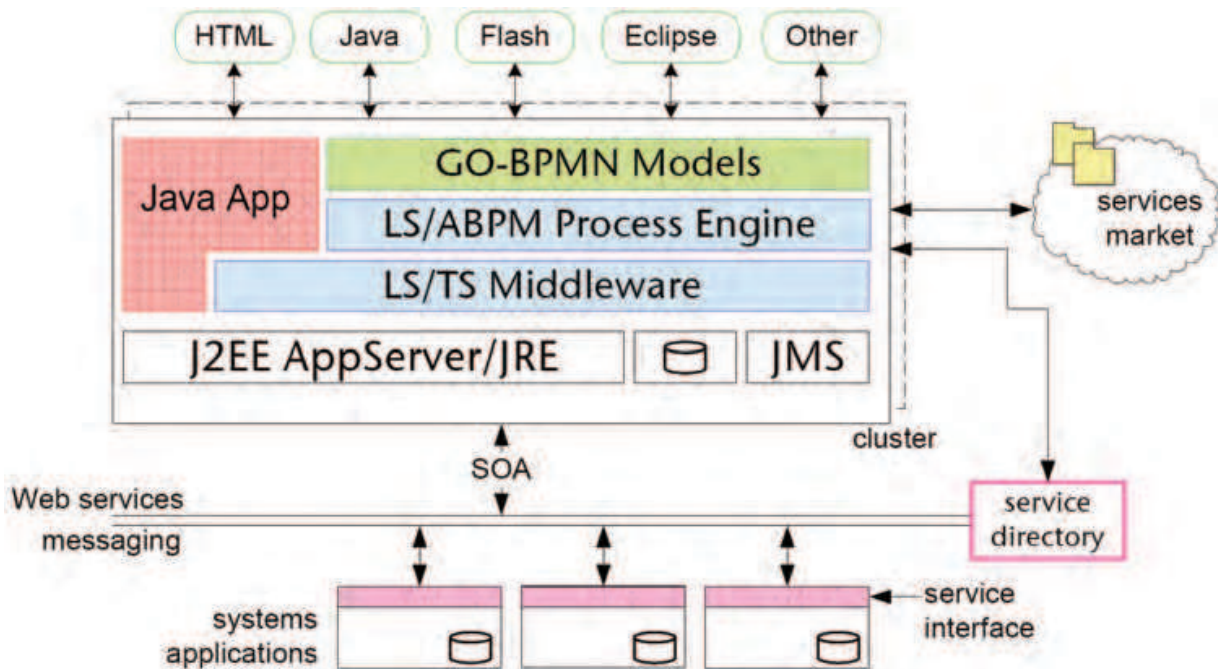 HTML
Java
Flash
Eclipse
Other
GO-BPMN Models
Java App
LS/ABPM Process Engine
services
market
LS/TS Middleware
J2EE AppServer/JRE
JMS
cluster
SOA
Web services
messaging
service
directory
systems
applications
service
interface